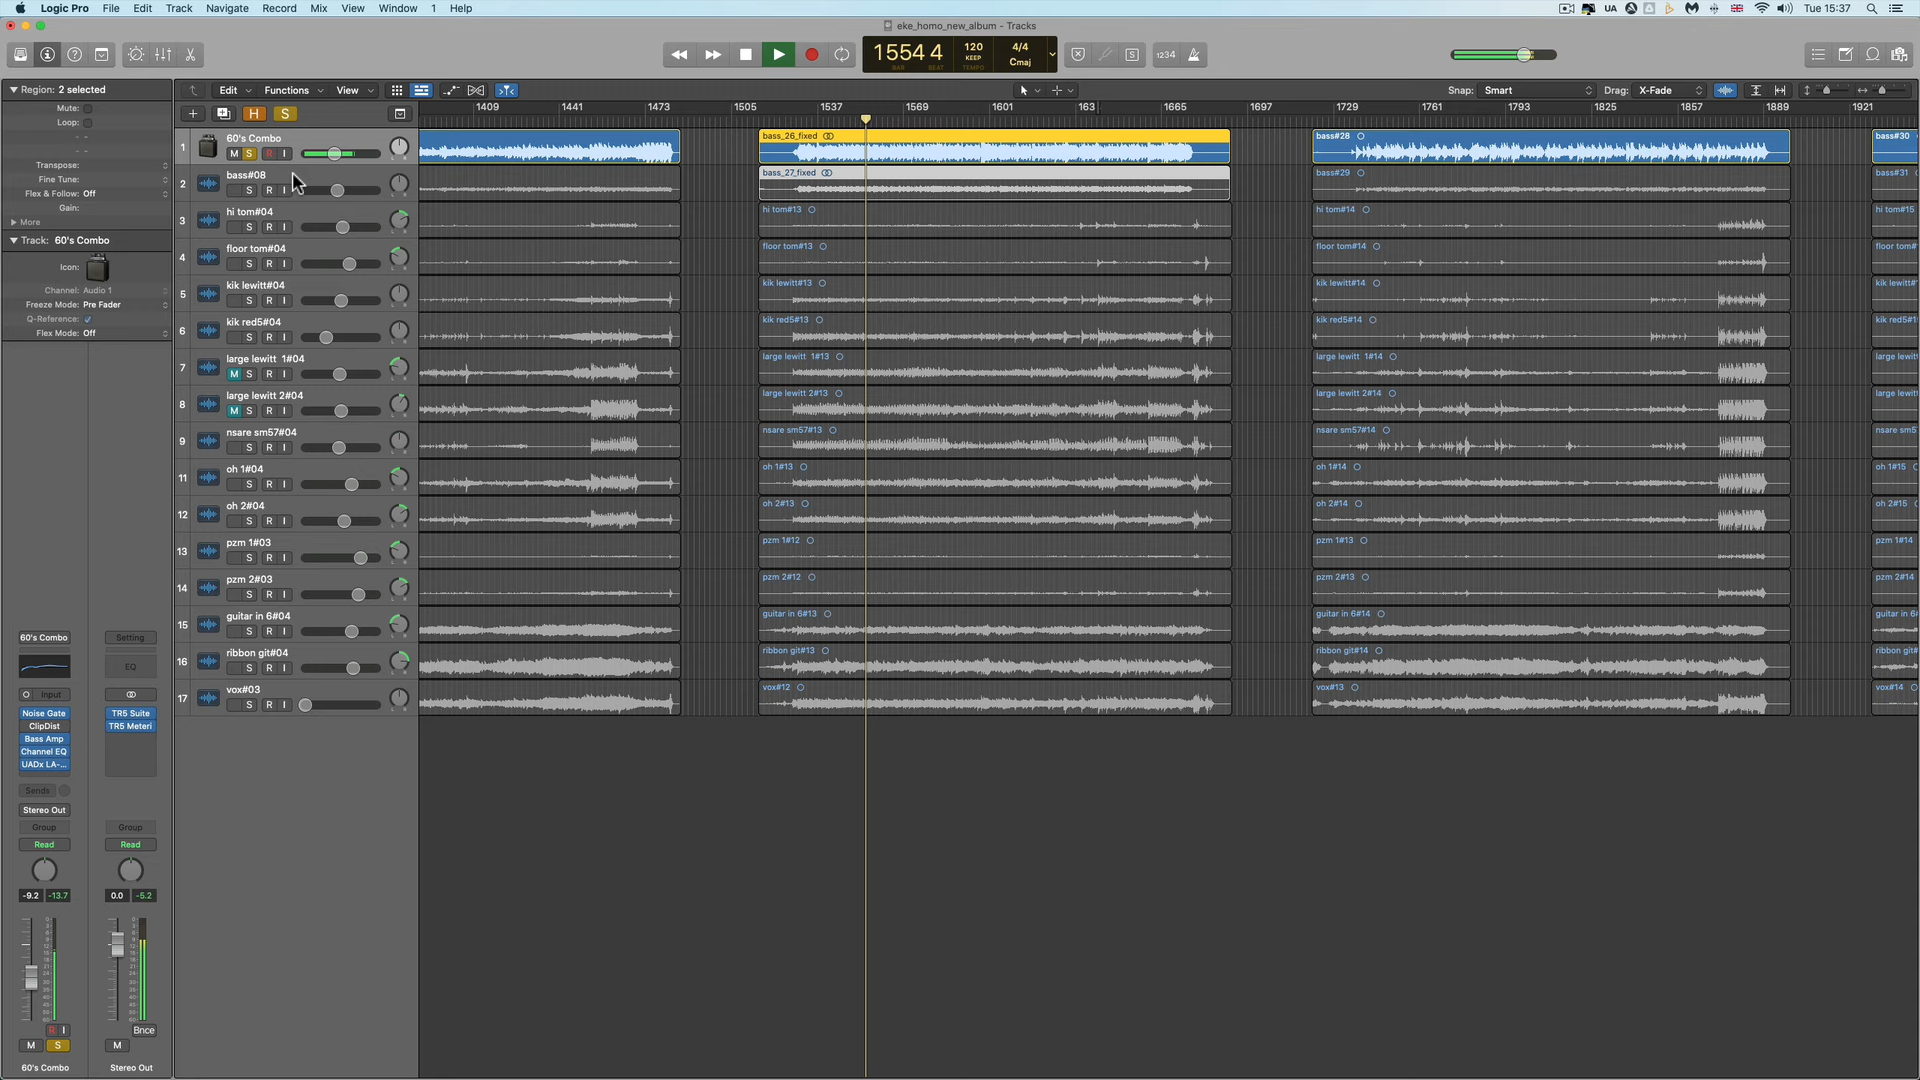 Logic Pro File Edit Track Navigate Record Mix View Window 1 Help UA Tue 15:37
eke_homo_new_album - Tracks
1554 4 120 4/4
KEEP Cmaj
BAR BEAT TEMPO
1234
Region: 2 selected Edit Functions View Snap: Smart Drag: X-Fade
Mute:
Loop:
Transpose:
Fine Tune:
Flex & Follow: Off
Gain:
More
Track: 60's Combo
Icon:
Channel: Audio 1
Freeze Mode: Pre Fader
Q-Reference:
Flex Mode: Off
H S
1409 1441 1473 1505 1537 1569 1601 163 1665 1697 1729 1761 1793 1825 1857 1889 1921
1 60's Combo bass_26_fixed bass#28 bass#30
M S R I
2 bass#08 bass_27_fixed bass#29 bass#31
S R I
3 hi tom#04 hi tom#13 hi tom#14 hi tom#15
S R I
4 floor tom#04 floor tom#13 floor tom#14 floor tom#
S R I
5 kik lewitt#04 kik lewitt#13 kik lewitt#14 kik lewitt#
S R I
6 kik red5#04 kik red5#13 kik red5#14 kik red5#1
S R I
7 large lewitt 1#04 large lewitt 1#13 large lewitt 1#14 large lewitt
M S R I
8 large lewitt 2#04 large lewitt 2#13 large lewitt 2#14 large lewitt
M S R I
9 nsare sm57#04 nsare sm57#13 nsare sm57#14 nsare sm5
S R I
11 oh 1#04 oh 1#13 oh 1#14 oh 1#15
S R I
12 oh 2#04 oh 2#13 oh 2#14 oh 2#15
S R I
13 pzm 1#03 pzm 1#12 pzm 1#13 pzm 1#14
S R I
14 pzm 2#03 pzm 2#12 pzm 2#13 pzm 2#14
S R I
15 guitar in 6#04 guitar in 6#13 guitar in 6#14 guitar in 6
S R I
16 ribbon git#04 ribbon git#13 ribbon git#14 ribbon git#
S R I
17 vox#03 vox#12 vox#13 vox#14
S R I
60's Combo Setting
EQ
Input
Noise Gate TR5 Suite
ClipDist TR5 Meteri
Bass Amp
Channel EQ
UADx LA-...
Sends
Stereo Out
Group Group
Read Read
-9.2 -13.7 0.0 -5.2
R I Bnce
M S M
60's Combo Stereo Out